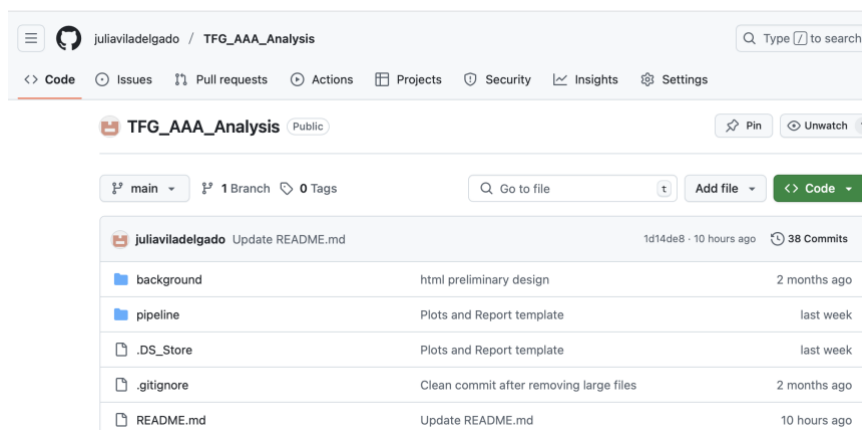 juliaviladelgado / TFG_AAA_Analysis
Type / to search
<> Code Issues Pull requests Actions Projects Security Insights Settings
TFG_AAA_Analysis Public
Pin Unwatch
main 1 Branch 0 Tags
Go to file t
Add file <> Code
juliaviladelgado Update README.md 1d14de8 · 10 hours ago 38 Commits
background html preliminary design 2 months ago
pipeline Plots and Report template last week
.DS_Store Plots and Report template last week
.gitignore Clean commit after removing large files 2 months ago
README.md Update README.md 10 hours ago